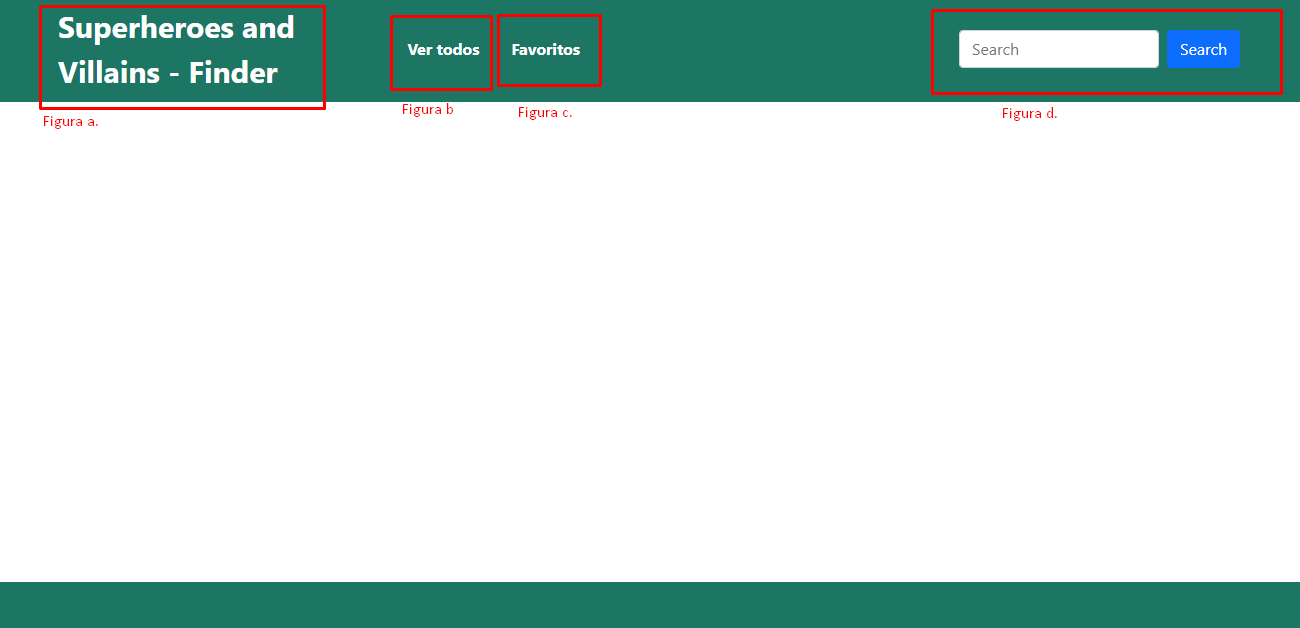 Superheroes and
Villains - Finder
Ver todos
Favoritos
Search
Search
Figura a.
Figura b
Figura c.
Figura d.